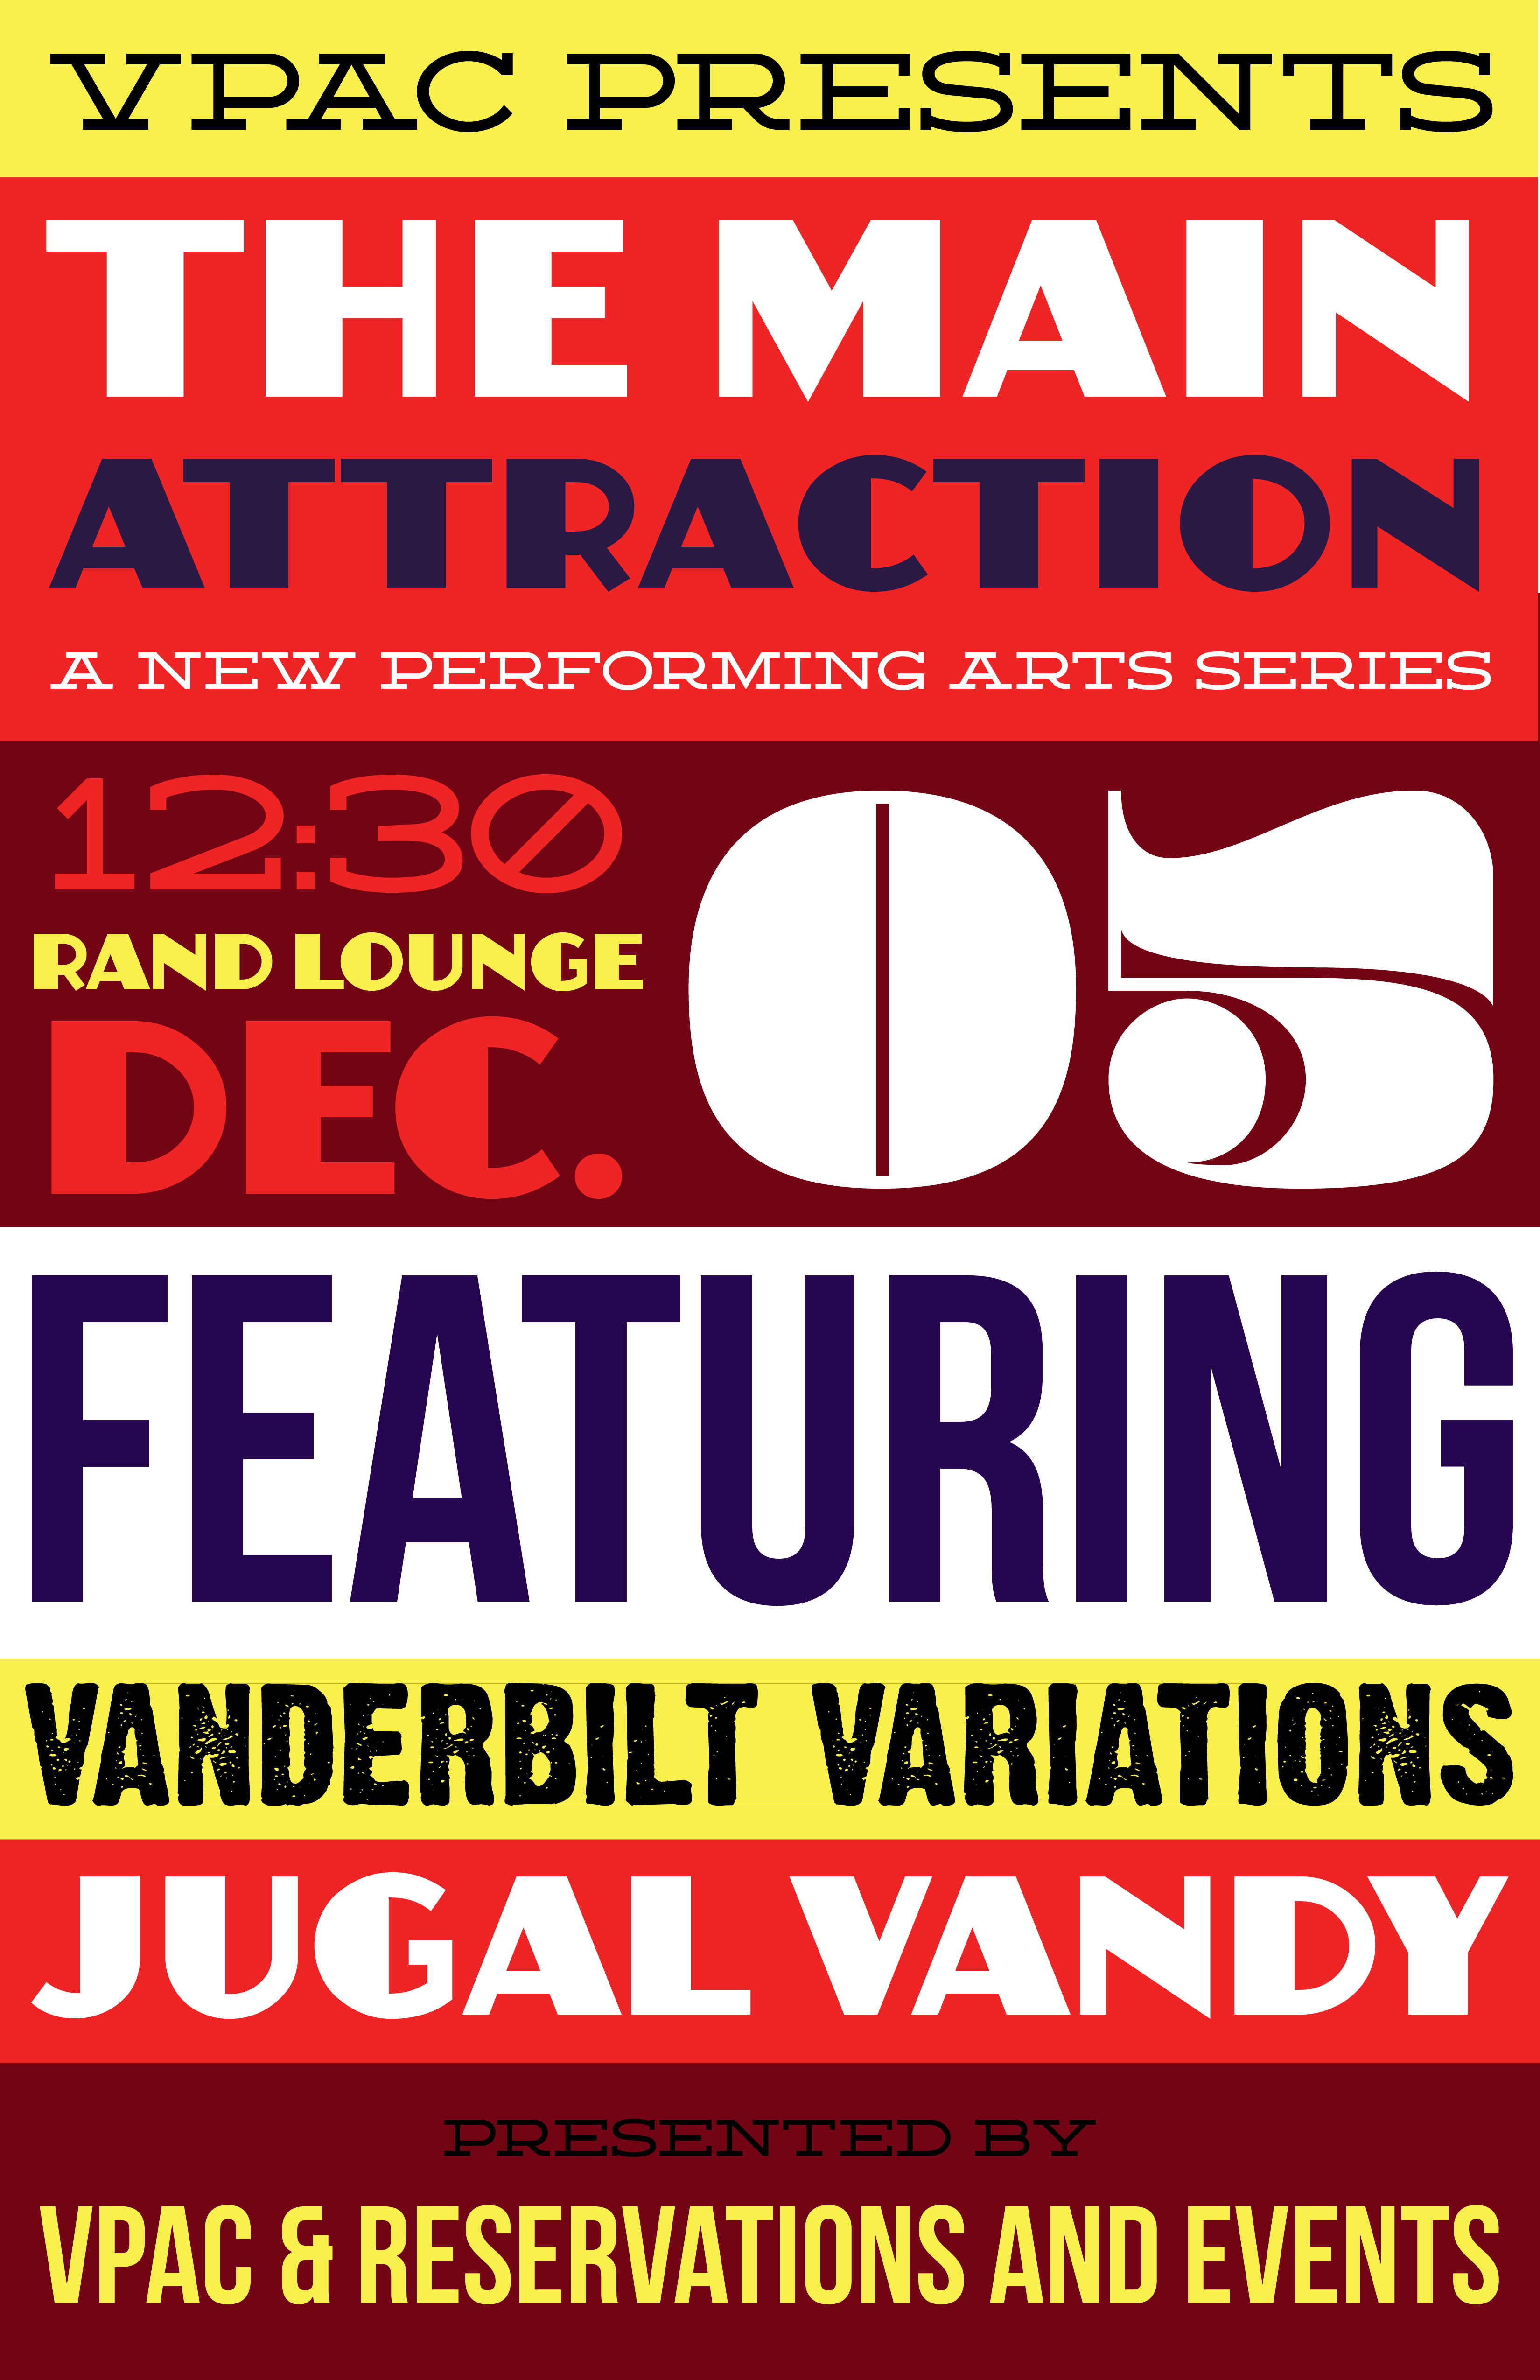 VPAC PRESENTS
THE MAIN
ATTRACTION
A NEW PERFORMING ARTS SERIES
12:30
RAND LOUNGE
DEC.
05
FEATURING
VANDERBILT VARIATIONS
JUGAL VANDY
PRESENTED BY
VPAC & RESERVATIONS AND EVENTS